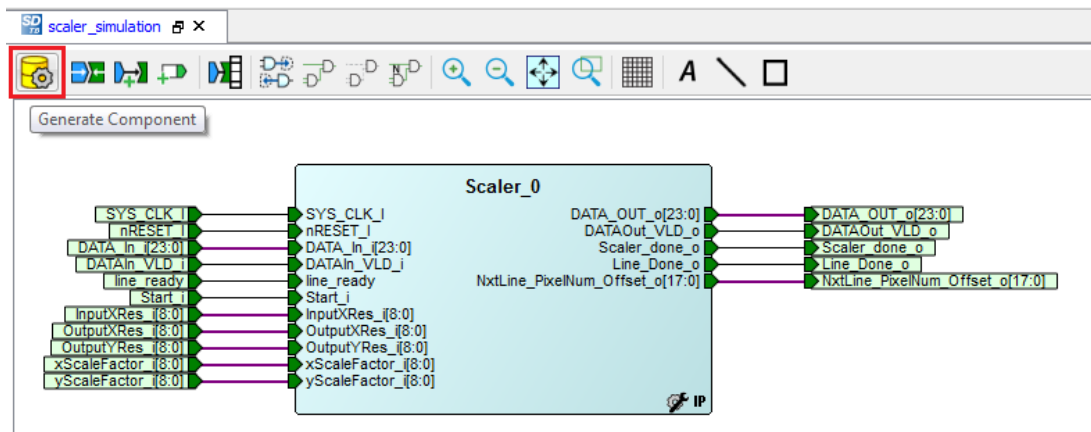 SD
TB
scaler_simulation
N
A
Generate Component
Scaler_0
SYS_CLK_I SYS_CLK_I DATA_OUT_o[23:0] DATA_OUT_o[23:0]
nRESET_I nRESET_I DATAOut_VLD_o DATAOut_VLD_o
DATA_In_i[23:0] DATA_In_i[23:0] Scaler_done_o Scaler_done_o
DATAIn_VLD_i DATAIn_VLD_i Line_Done_o Line_Done_o
line_ready line_ready NxtLine_PixelNum_Offset_o[17:0] NxtLine_PixelNum_Offset_o[17:0]
Start_i Start_i
InputXRes_i[8:0] InputXRes_i[8:0]
OutputXRes_i[8:0] OutputXRes_i[8:0]
OutputYRes_i[8:0] OutputYRes_i[8:0]
xScaleFactor_i[8:0] xScaleFactor_i[8:0]
yScaleFactor_i[8:0] yScaleFactor_i[8:0]
IP